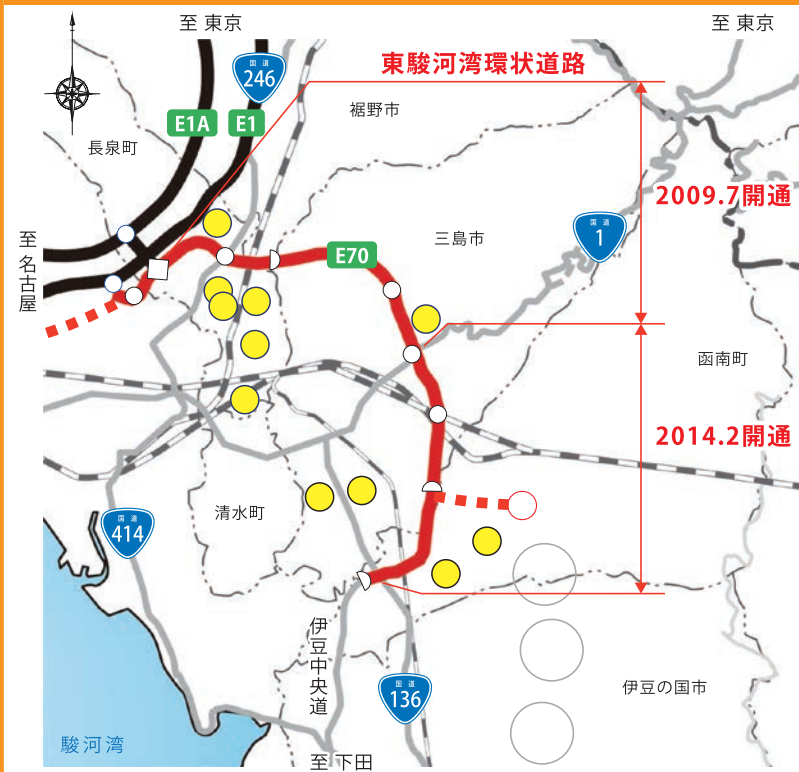 至 東京
至 東京
国道
246
東駿河湾環状道路
裾野市
E1A
E1
長泉町
2009.7開通
国道
1
三島市
至 名古屋
E70
函南町
2014.2開通
清水町
国道
414
伊豆中央道
国道
136
伊豆の国市
駿河湾
至 下田